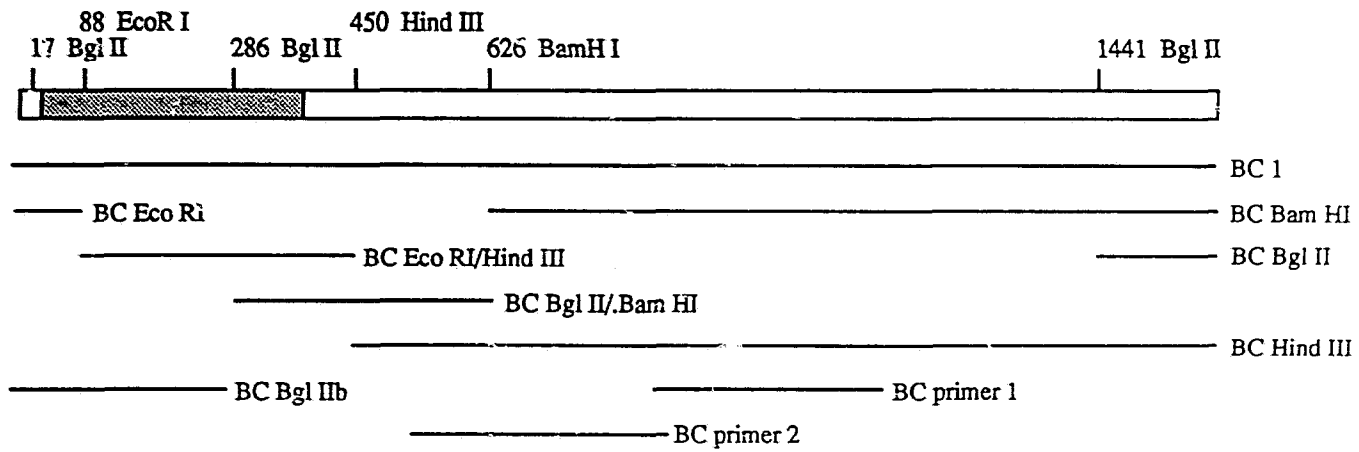 88 EcoR I
450 Hind III
17 Bgl II
286 Bgl II
626 BamH I
1441 Bgl II
BC 1
BC Eco Ri
BC Bam HI
BC Eco RI/Hind III
BC Bgl II
BC Bgl II/.Bam HI
BC Hind III
BC Bgl IIb
BC primer 1
BC primer 2